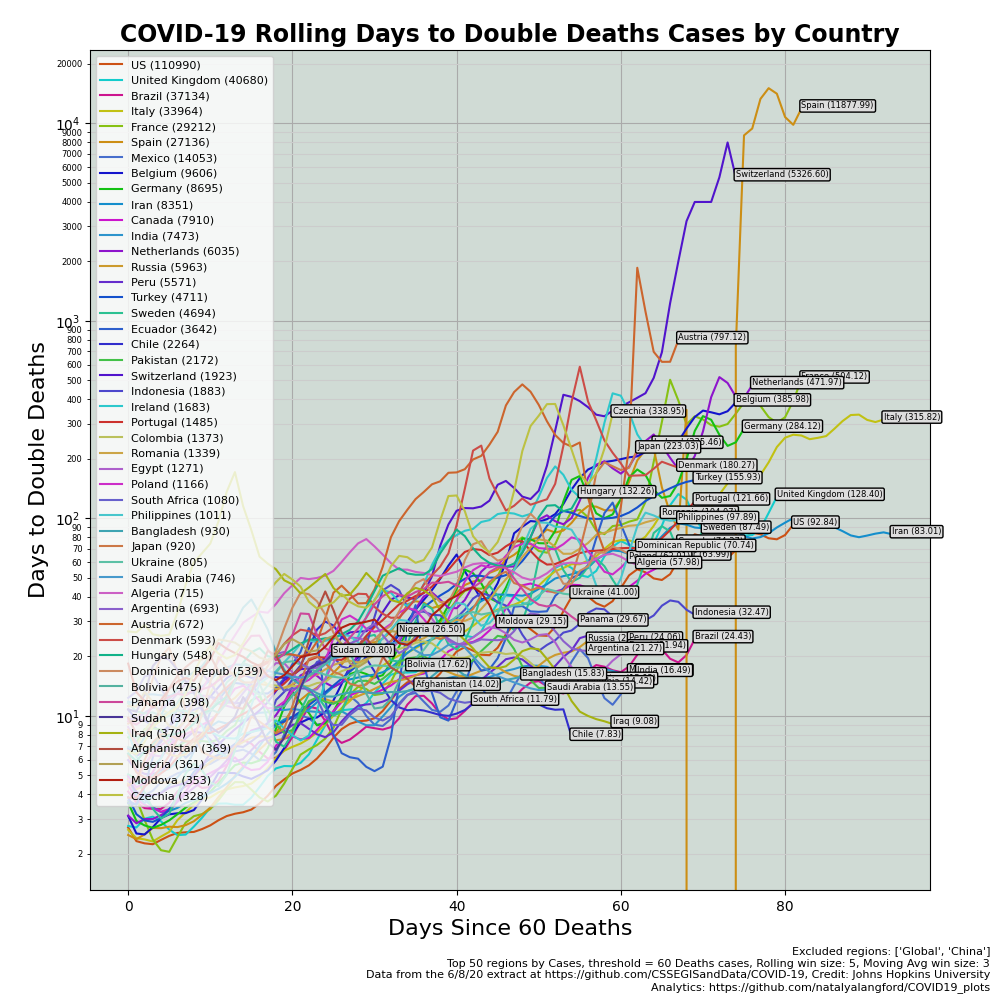 COVID-19 Rolling Days to Double Deaths Cases by Country
Days to Double Deaths
20000
10^4
9000
8000
7000
6000
5000
4000
3000
2000
10^3
900
800
700
600
500
400
300
200
10^2
90
80
70
60
50
40
30
20
10^1
9
8
7
6
5
4
3
2
US (110990)
United Kingdom (40680)
Brazil (37134)
Italy (33964)
France (29212)
Spain (27136)
Mexico (14053)
Belgium (9606)
Germany (8695)
Iran (8351)
Canada (7910)
India (7473)
Netherlands (6035)
Russia (5963)
Peru (5571)
Turkey (4711)
Sweden (4694)
Ecuador (3642)
Chile (2264)
Pakistan (2172)
Switzerland (1923)
Indonesia (1883)
Ireland (1683)
Portugal (1485)
Colombia (1373)
Romania (1339)
Egypt (1271)
Poland (1166)
South Africa (1080)
Philippines (1011)
Bangladesh (930)
Japan (920)
Ukraine (805)
Saudi Arabia (746)
Algeria (715)
Argentina (693)
Austria (672)
Denmark (593)
Hungary (548)
Dominican Repub (539)
Bolivia (475)
Panama (398)
Sudan (372)
Iraq (370)
Afghanistan (369)
Nigeria (361)
Moldova (353)
Czechia (328)
Spain (11877.99)
Switzerland (5326.60)
Austria (797.12)
Netherlands (471.97)
Belgium (385.98)
Czechia (338.95)
Italy (315.82)
Germany (284.12)
Japan (223.03)
Denmark (180.27)
Turkey (155.93)
Hungary (132.26)
United Kingdom (128.40)
Portugal (121.66)
Philippines (97.89)
US (92.84)
Sweden (87.49)
Iran (83.01)
Dominican Republic (70.74)
Algeria (57.98)
Ukraine (41.00)
Indonesia (32.47)
Panama (29.67)
Moldova (29.15)
Nigeria (26.50)
Brazil (24.43)
Argentina (21.27)
Sudan (20.80)
Bolivia (17.62)
Bangladesh (15.83)
Afghanistan (14.02)
Saudi Arabia (13.55)
South Africa (11.79)
Iraq (9.08)
Chile (7.83)
0
20
40
60
80
Days Since 60 Deaths
Excluded regions: ['Global', 'China']
Top 50 regions by Cases, threshold = 60 Deaths cases, Rolling win size: 5, Moving Avg win size: 3
Data from the 6/8/20 extract at https://github.com/CSSEGISandData/COVID-19, Credit: Johns Hopkins University
Analytics: https://github.com/natalyalangford/COVID19_plots